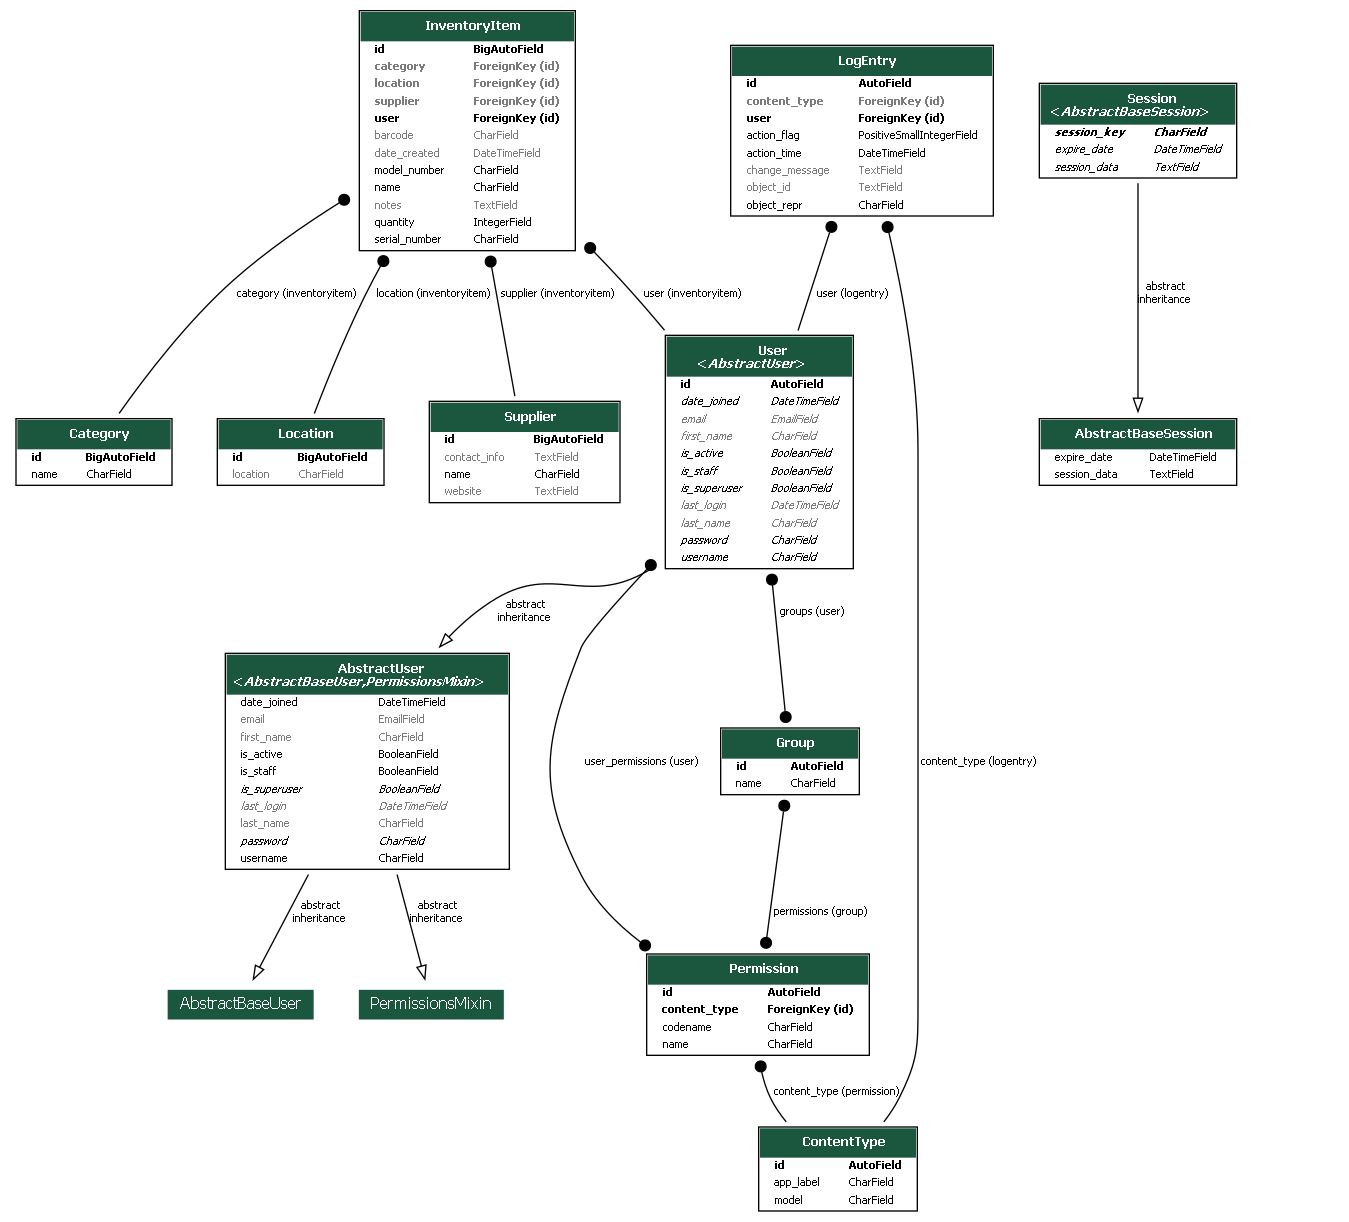 InventoryItem
id BigAutoField
category ForeignKey (id)
location ForeignKey (id)
supplier ForeignKey (id)
user ForeignKey (id)
barcode CharField
date_created DateTimeField
model_number CharField
name CharField
notes TextField
quantity IntegerField
serial_number CharField
LogEntry
id AutoField
content_type ForeignKey (id)
user ForeignKey (id)
action_flag PositiveSmallIntegerField
action_time DateTimeField
change_message TextField
object_id TextField
object_repr CharField
Session
<AbstractBaseSession>
session_key CharField
expire_date DateTimeField
session_data TextField
category (inventoryitem)
location (inventoryitem)
supplier (inventoryitem)
user (inventoryitem)
user (logentry)
abstract
inheritance
Category
id BigAutoField
name CharField
Location
id BigAutoField
location CharField
Supplier
id BigAutoField
contact_info TextField
name CharField
website TextField
User
<AbstractUser>
id AutoField
date_joined DateTimeField
email EmailField
first_name CharField
is_active BooleanField
is_staff BooleanField
is_superuser BooleanField
last_login DateTimeField
last_name CharField
password CharField
username CharField
AbstractBaseSession
expire_date DateTimeField
session_data TextField
abstract
inheritance
groups (user)
AbstractUser
<AbstractBaseUser,PermissionsMixin>
date_joined DateTimeField
email EmailField
first_name CharField
is_active BooleanField
is_staff BooleanField
is_superuser BooleanField
last_login DateTimeField
last_name CharField
password CharField
username CharField
user_permissions (user)
Group
id AutoField
name CharField
content_type (logentry)
abstract
inheritance
abstract
inheritance
permissions (group)
AbstractBaseUser
PermissionsMixin
Permission
id AutoField
content_type ForeignKey (id)
codename CharField
name CharField
content_type (permission)
ContentType
id AutoField
app_label CharField
model CharField